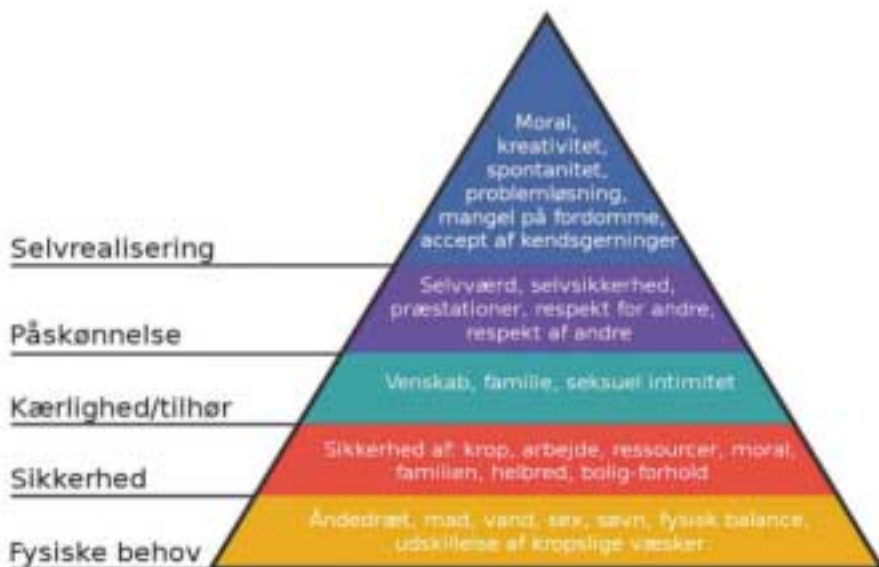 Moral,
kreativitet,
spontanitet,
problemløsning,
mangel på fordomme,
accept af kendsgerninger
Selvrealisering
Selvværd, selvsikkerhed,
præstationer, respekt for andre,
respekt af andre
Påskønnelse
Venskab, familie, seksuel intimitet
Kærlighed/tilhør
Sikkerhed af: krop, arbejde, ressourcer, moral,
familien, helbred, bolig-forhold
Sikkerhed
Åndedræt, mad, vand, sex, søvn, fysisk balance,
udskillelse af kropslige væsker
Fysiske behov